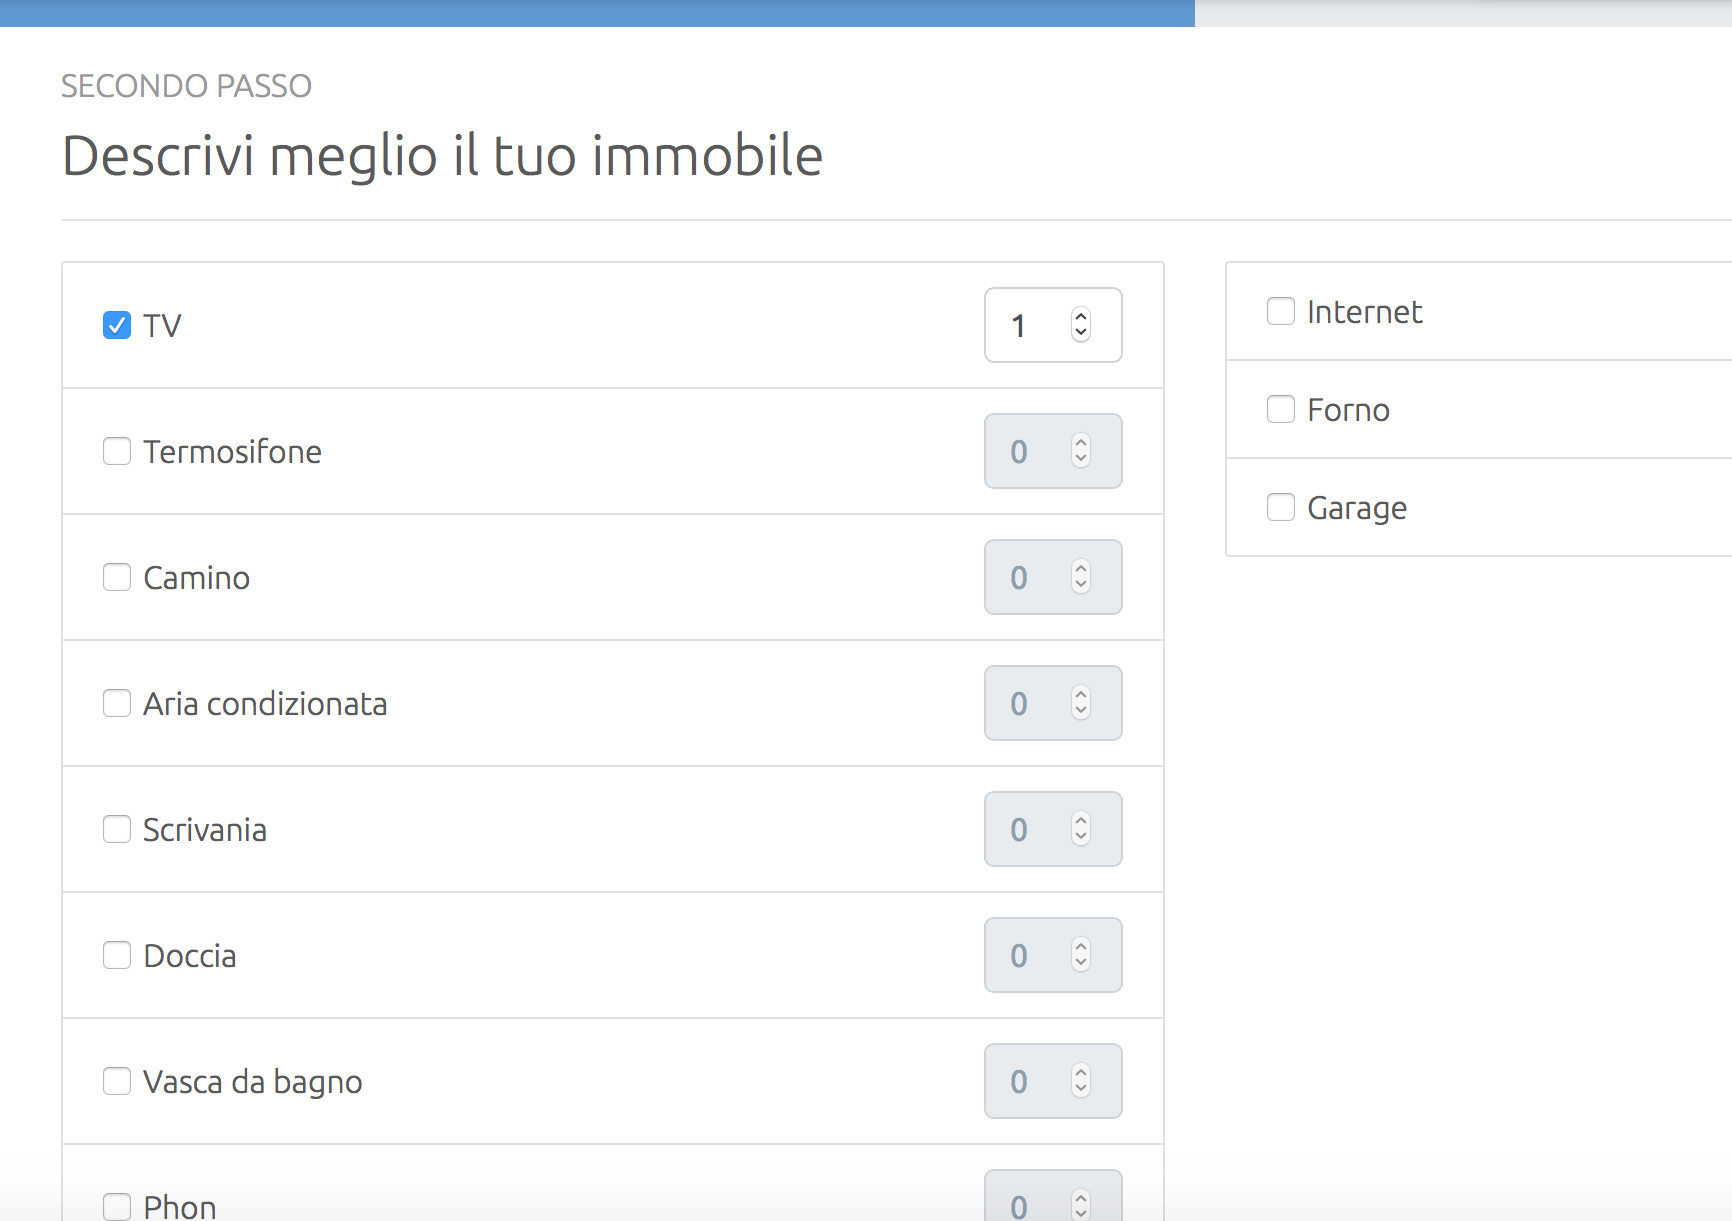 SECONDO PASSO
Descrivi meglio il tuo immobile
TV 1
Termosifone 0
Camino 0
Aria condizionata 0
Scrivania 0
Doccia 0
Vasca da bagno 0
Phon 0
Internet
Forno
Garage